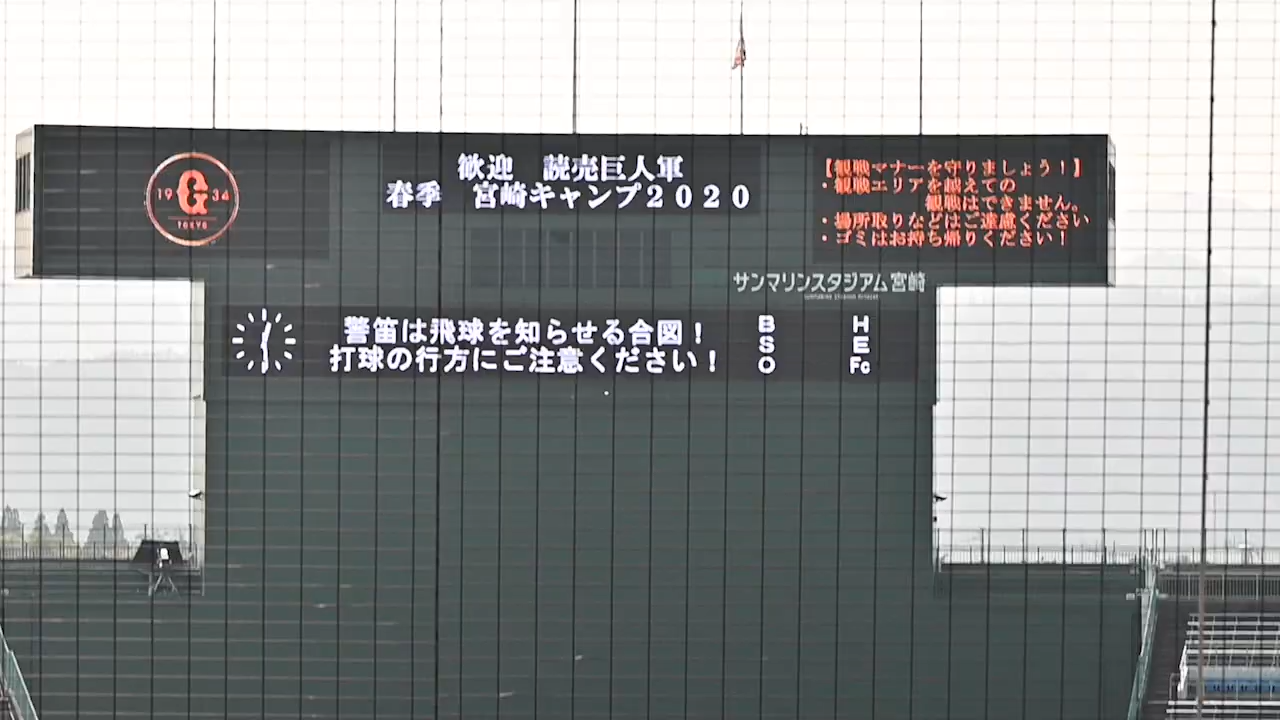 19 G 34
TOKYO
歓迎 読売巨人軍
春季 宮崎キャンプ2020
【観戦マナーを守りましょう！】
・観戦エリアを越えての
観戦はできません。
・場所取りなどはご遠慮ください
・ゴミはお持ち帰りください！
サンマリンスタジアム宮崎
警笛は飛球を知らせる合図！
打球の行方にご注意ください！
B H
S E
O Fc